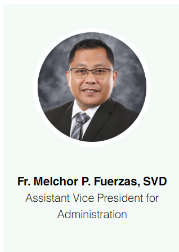 Fr. Melchor P. Fuerzas, SVD
Assistant Vice President for
Administration